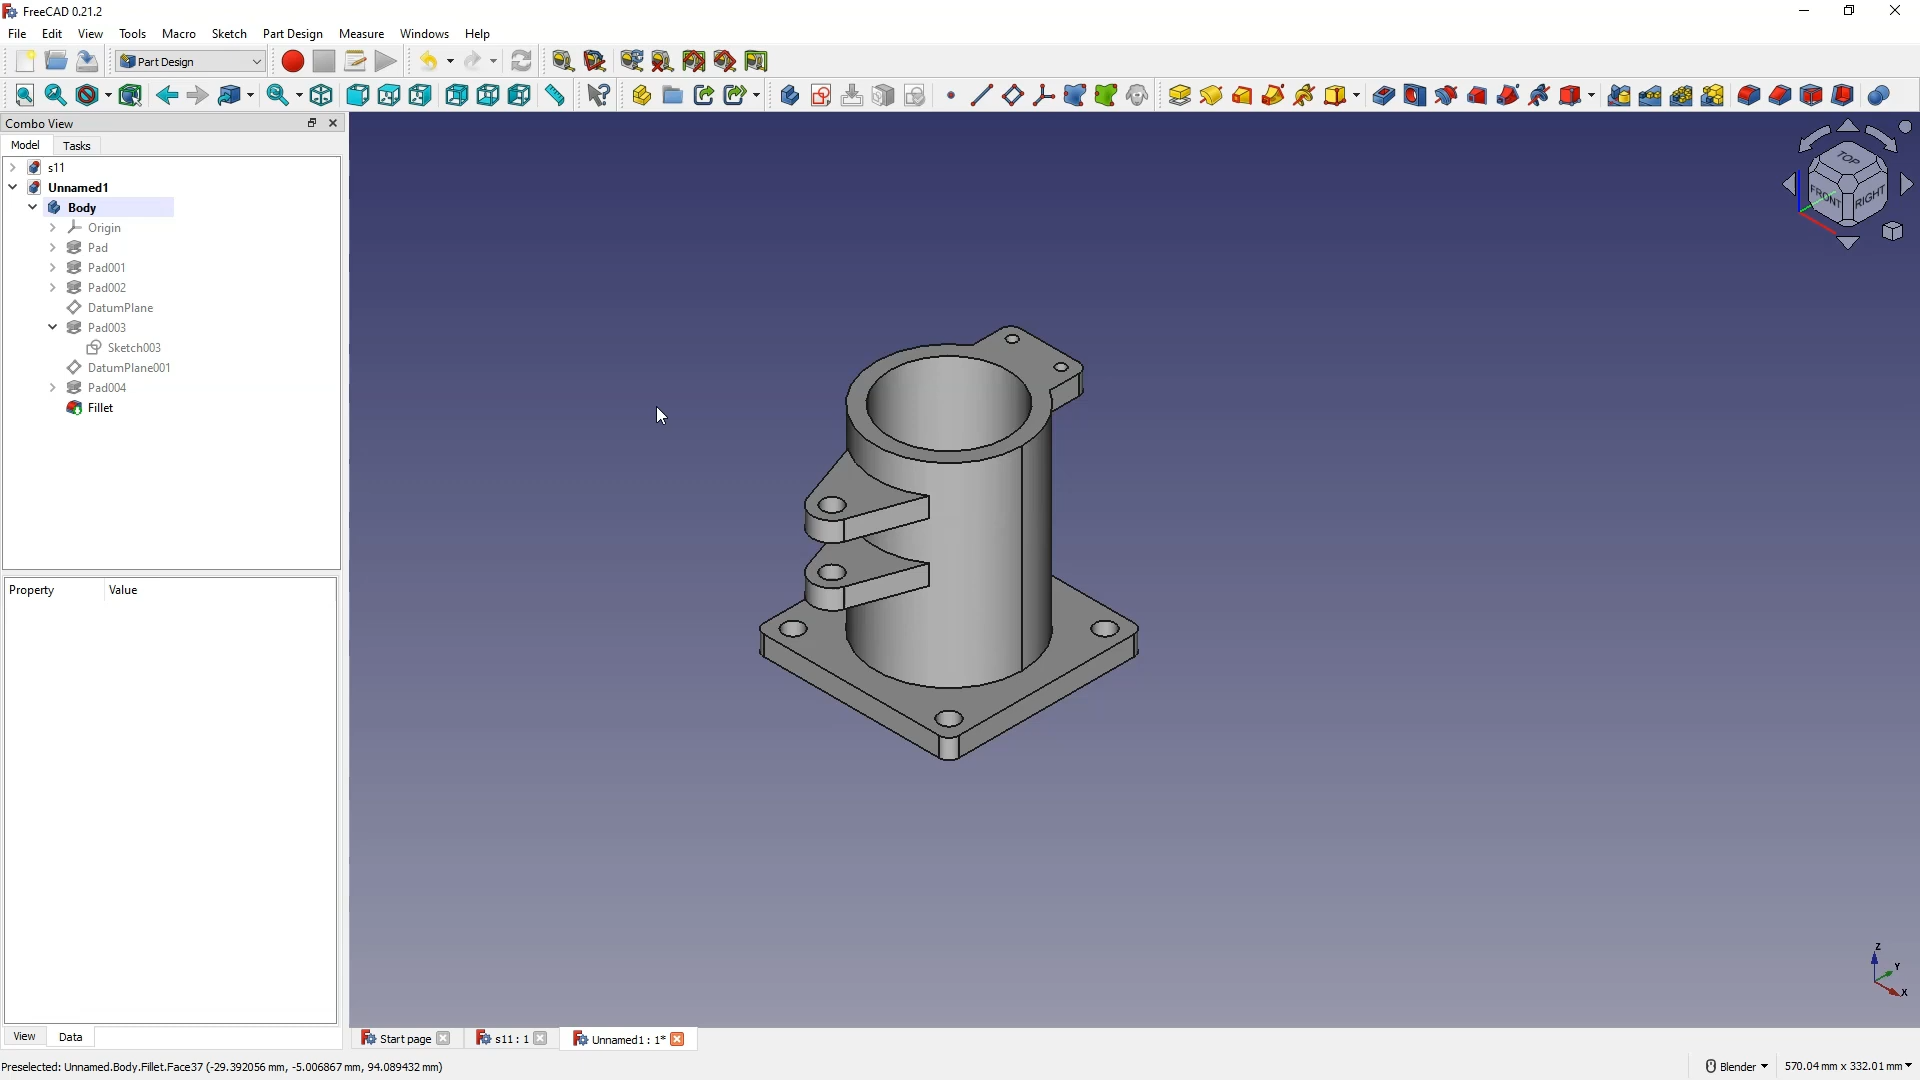 FreeCAD 0.21.2
File Edit View Tools Macro Sketch Part Design Measure Windows Help
Part Design
Combo View
Model Tasks
s11
Unnamed1
Body
Origin
Pad
Pad001
Pad002
DatumPlane
Pad003
Sketch003
DatumPlane001
Pad004
Fillet
TOP
FRONT RIGHT
Property Value
Z
Y
X
View Data
Start page s11 : 1 Unnamed1 : 1*
Preselected: Unnamed.Body.Fillet.Face37 (-29.392056 mm, -5.006867 mm, 94.089432 mm)
Blender 570.04 mm x 332.01 mm